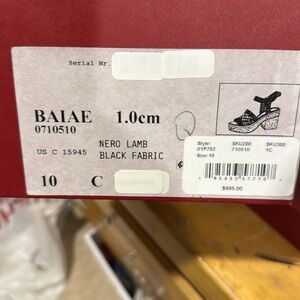 Serial Nr.
BAIAE 1.0cm
0710510
US C 15945
NERO LAMB
BLACK FABRIC
10 C
Style: SKU200: SKU300:
01P782 710510 1C
Size: 10
$995.00